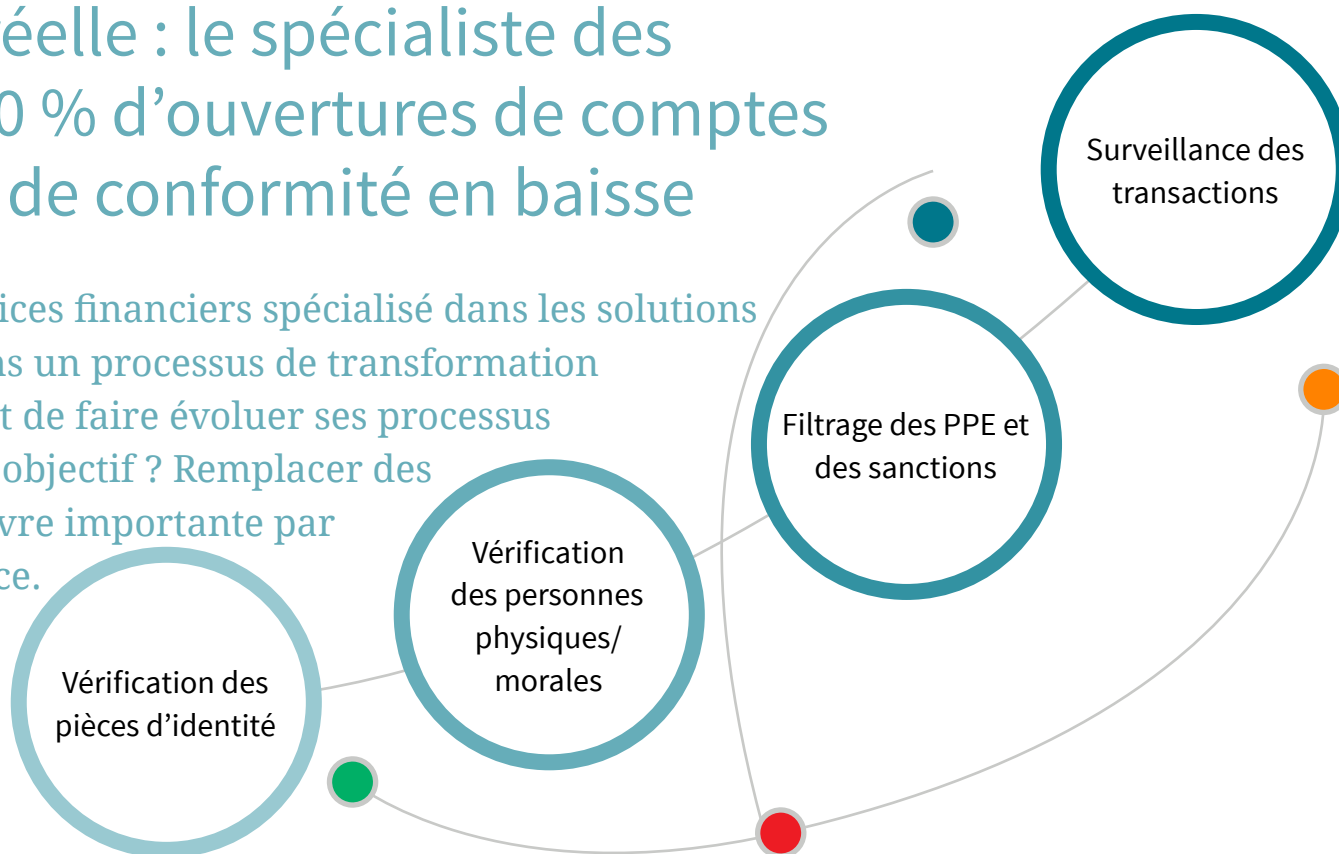 éelle : le spécialiste des
0 % d’ouvertures de comptes
de conformité en baisse
ices financiers spécialisé dans les solutions
ns un processus de transformation
t de faire évoluer ses processus
objectif ? Remplacer des
vre importante par
ce.
Surveillance des
transactions
Filtrage des PPE et
des sanctions
Vérification
des personnes
physiques/
morales
Vérification des
pièces d’identité